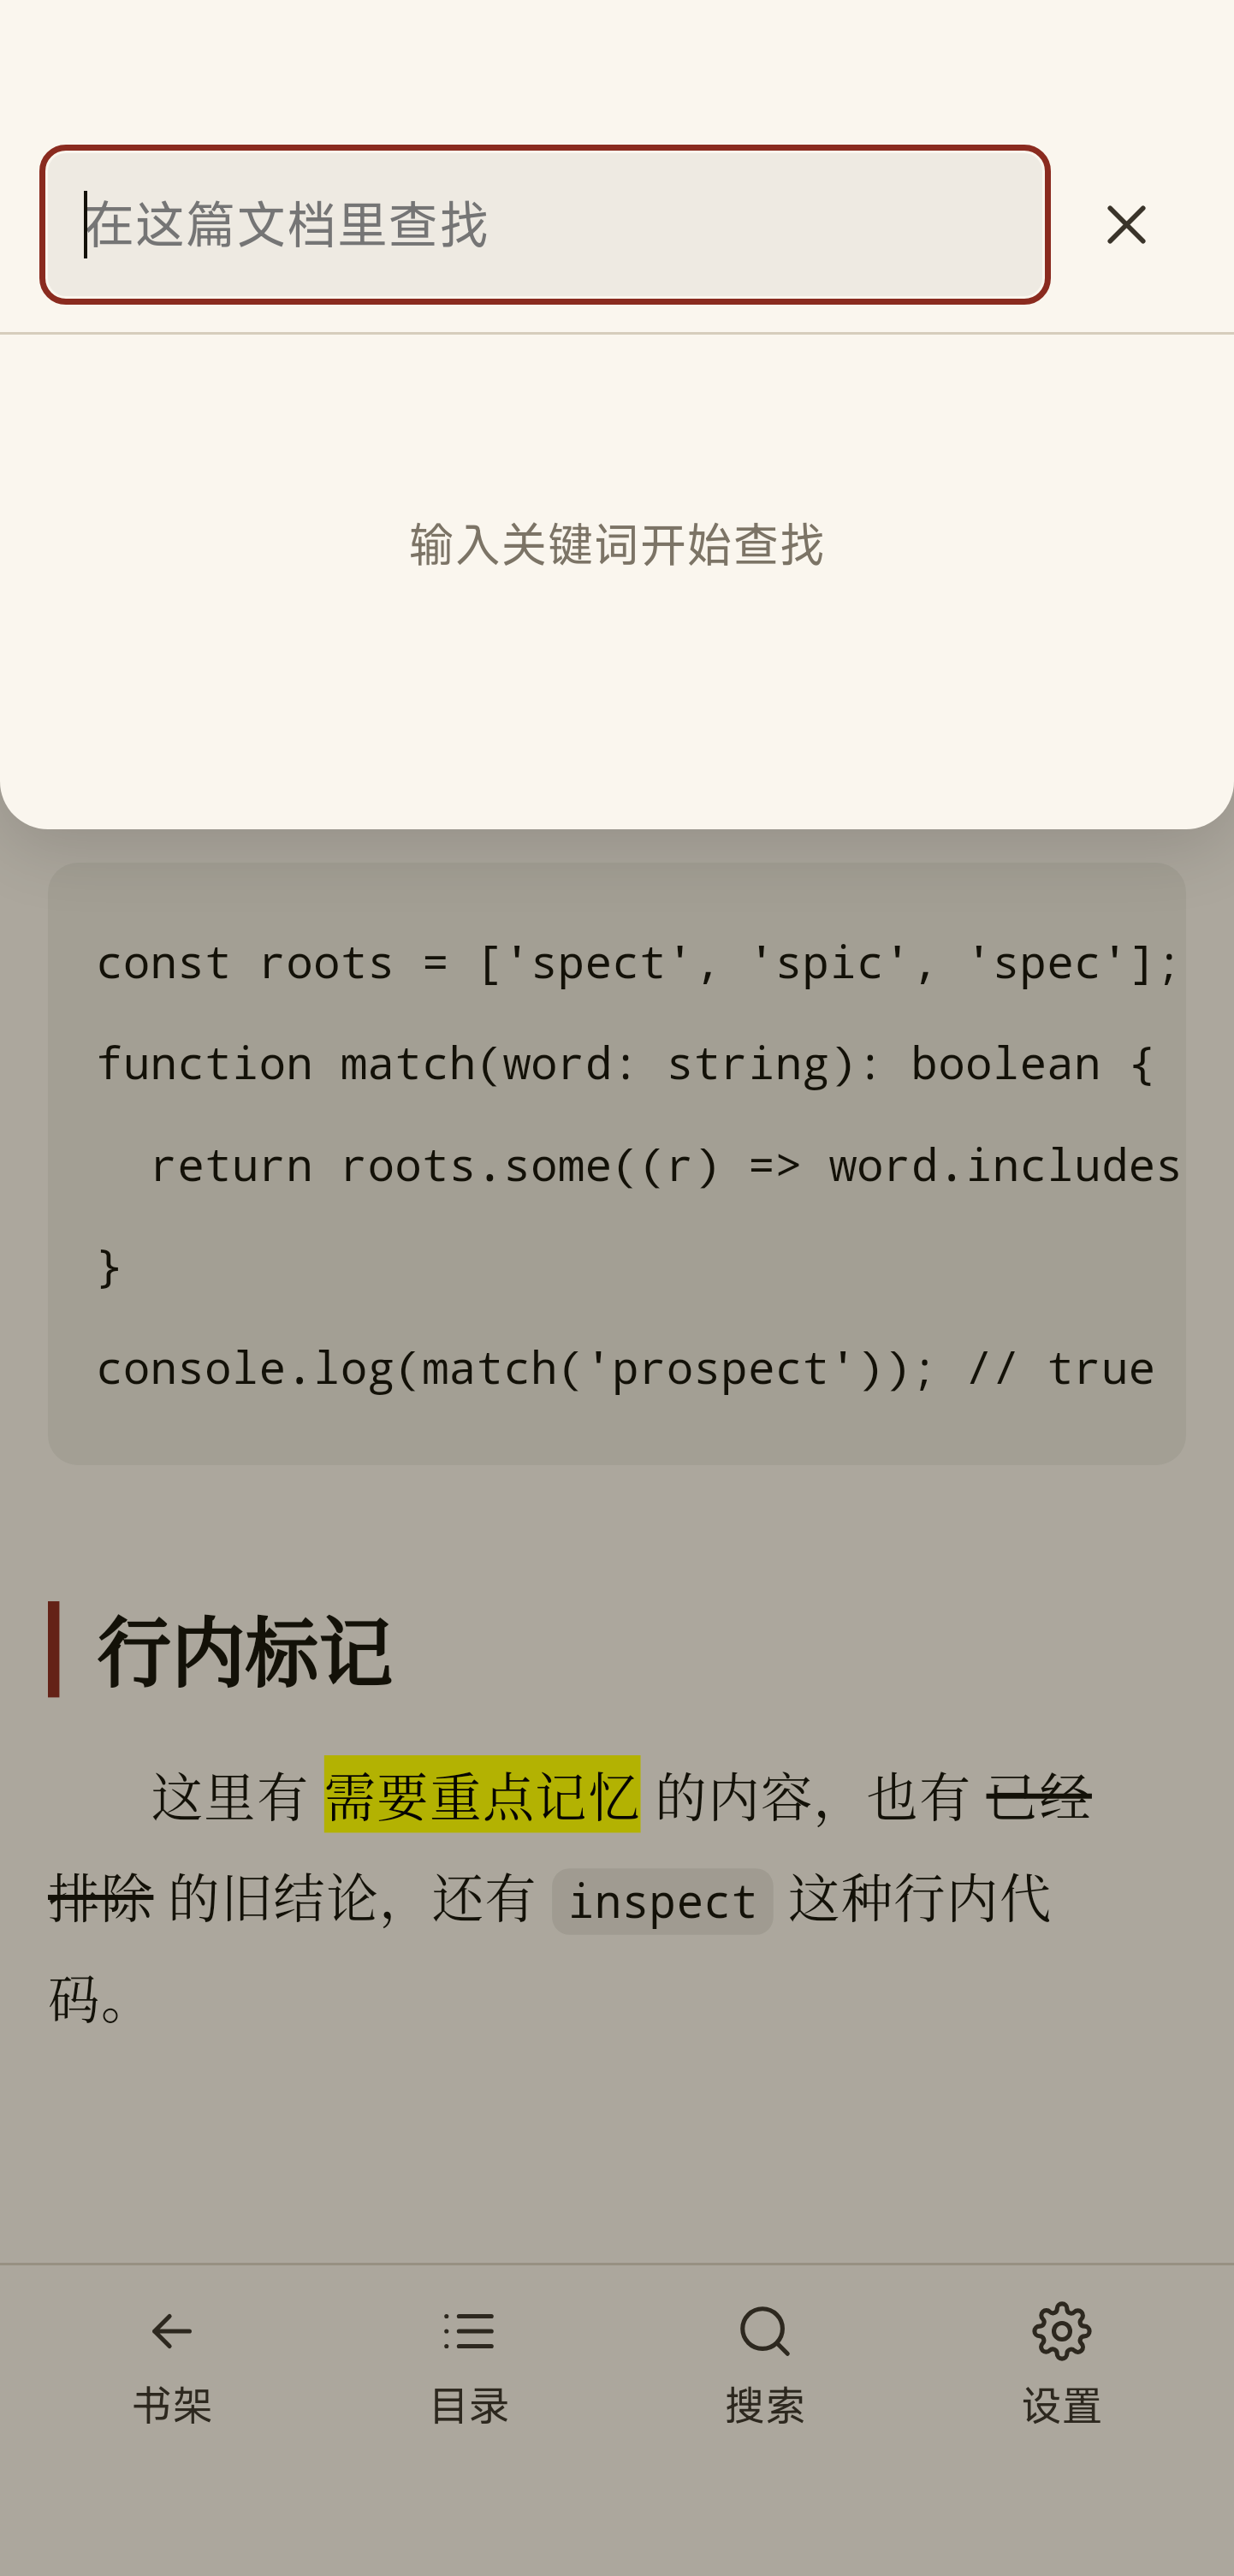 在这篇文档里查找
输入关键词开始查找
const roots = ['spect', 'spic', 'spec'];
function match(word: string): boolean {
  return roots.some((r) => word.includes
}
console.log(match('prospect')); // true
行内标记
这里有 需要重点记忆 的内容，也有 已经
排除 的旧结论，还有 inspect 这种行内代
码。
书架 目录 搜索 设置